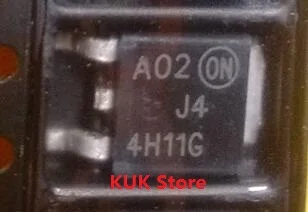 A02 ON
J4
4H11G
KUK Store